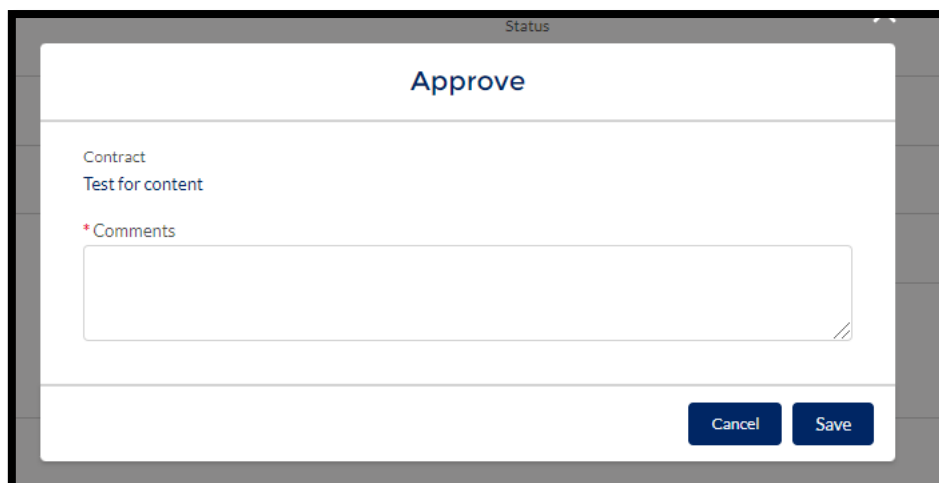 Status
Approve
Contract
Test for content
*Comments
Cancel Save